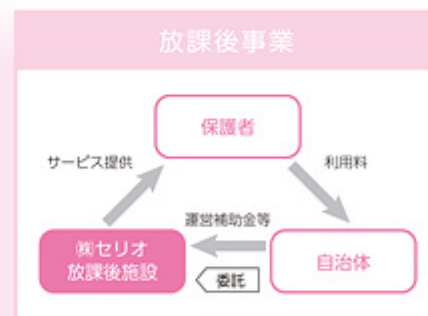 放課後事業
保護者
サービス提供
利用料
運営補助金等
㈱セリオ
放課後施設
自治体
委託